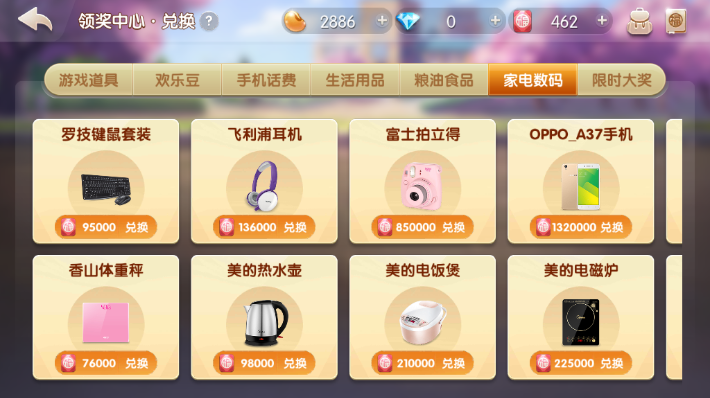 领奖中心·兑换 ?
2886 +
0 +
福 462 +
游戏道具
欢乐豆
手机话费
生活用品
粮油食品
家电数码
限时大奖
罗技键鼠套装
飞利浦耳机
富士拍立得
OPPO_A37手机
95000 兑换
136000 兑换
850000 兑换
1320000 兑换
香山体重秤
美的热水壶
美的电饭煲
美的电磁炉
76000 兑换
98000 兑换
210000 兑换
225000 兑换